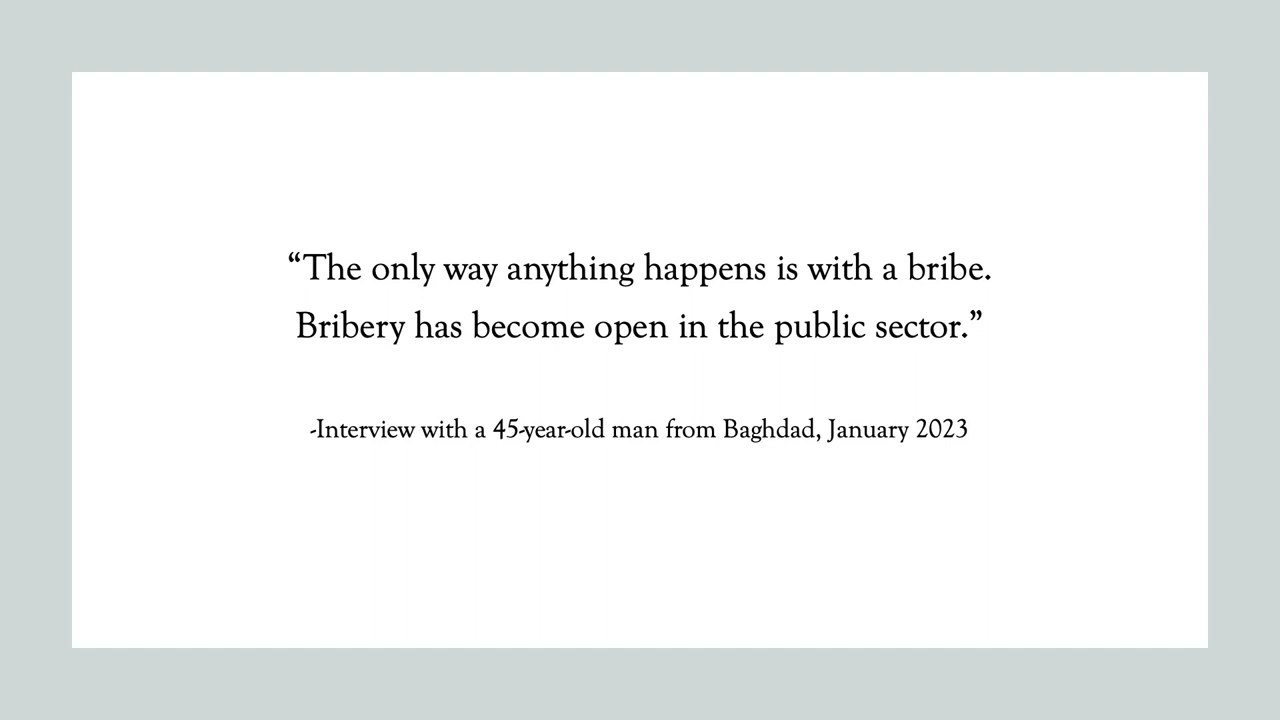 “The only way anything happens is with a bribe.
Bribery has become open in the public sector.”
-Interview with a 45-year-old man from Baghdad, January 2023